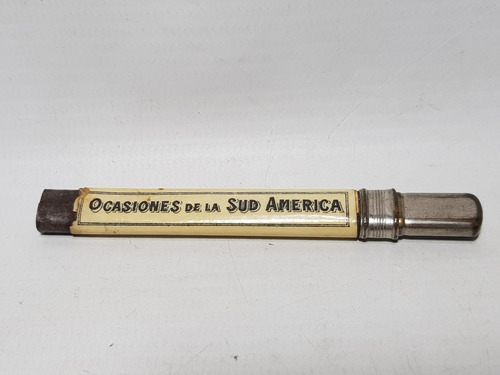 OCASIONES DE LA SUD AMERICA